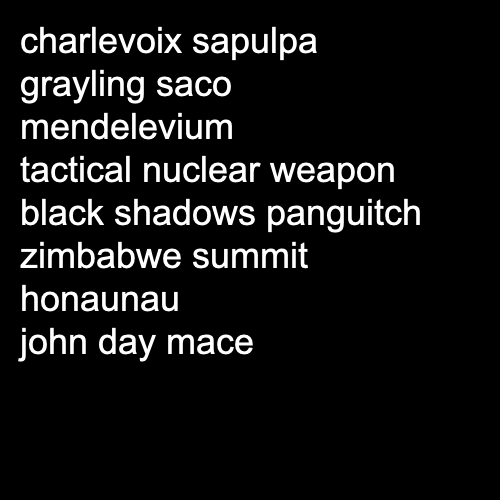 charlevoix sapulpa
grayling saco
mendelevium
tactical nuclear weapon
black shadows panguitch
zimbabwe summit
honaunau
john day mace